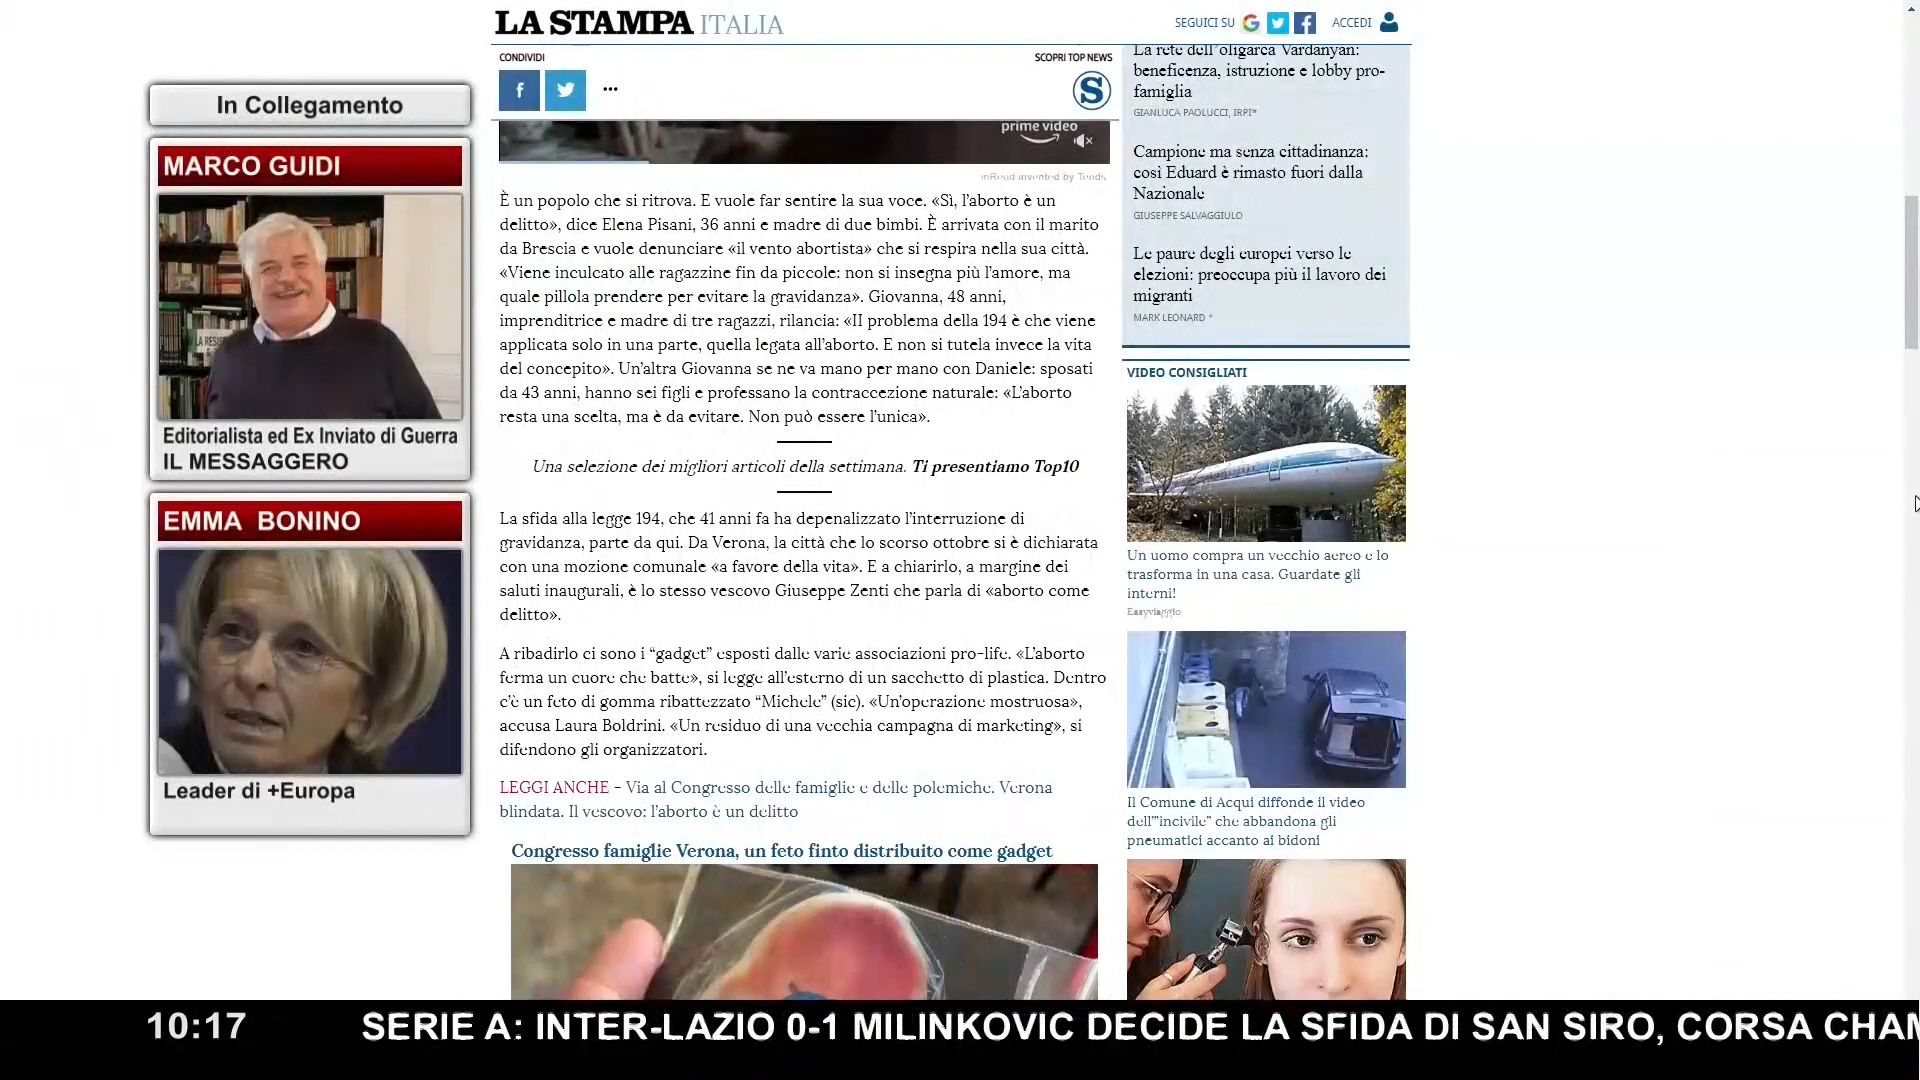 LA STAMPA ITALIA
SEGUICI SU
ACCEDI
In Collegamento
MARCO GUIDI
Editorialista ed Ex Inviato di Guerra
IL MESSAGGERO
EMMA BONINO
Leader di +Europa
CONDIVIDI
SCOPRI TOP NEWS
f
...
S
prime video
inRead invented by Teads
È un popolo che si ritrova. E vuole far sentire la sua voce. «Sì, l'aborto è un
delitto», dice Elena Pisani, 36 anni e madre di due bimbi. È arrivata con il marito
da Brescia e vuole denunciare «il vento abortista» che si respira nella sua città.
«Viene inculcato alle ragazzine fin da piccole: non si insegna più l'amore, ma
quale pillola prendere per evitare la gravidanza». Giovanna, 48 anni,
imprenditrice e madre di tre ragazzi, rilancia: «Il problema della 194 è che viene
applicata solo in una parte, quella legata all'aborto. E non si tutela invece la vita
del concepito». Un'altra Giovanna se ne va mano per mano con Daniele: sposati
da 43 anni, hanno sei figli e professano la contraccezione naturale: «L'aborto
resta una scelta, ma è da evitare. Non può essere l'unica».
Una selezione dei migliori articoli della settimana. Ti presentiamo Top10
La sfida alla legge 194, che 41 anni fa ha depenalizzato l'interruzione di
gravidanza, parte da qui. Da Verona, la città che lo scorso ottobre si è dichiarata
con una mozione comunale «a favore della vita». E a chiarirlo, a margine dei
saluti inaugurali, è lo stesso vescovo Giuseppe Zenti che parla di «aborto come
delitto».
A ribadirlo ci sono i “gadget” esposti dalle varie associazioni pro-life. «L'aborto
ferma un cuore che batte», si legge all'esterno di un sacchetto di plastica. Dentro
c'è un feto di gomma ribattezzato “Michele” (sic). «Un'operazione mostruosa»,
accusa Laura Boldrini. «Un residuo di una vecchia campagna di marketing», si
difendono gli organizzatori.
LEGGI ANCHE - Via al Congresso delle famiglie e delle polemiche. Verona
blindata. Il vescovo: l'aborto è un delitto
Congresso famiglie Verona, un feto finto distribuito come gadget
La rete dell'oligarca Vardanyan:
beneficenza, istruzione e lobby pro-
famiglia
GIANLUCA PAOLUCCI, IRPI*
Campione ma senza cittadinanza:
così Eduard è rimasto fuori dalla
Nazionale
GIUSEPPE SALVAGGIULO
Le paure degli europei verso le
elezioni: preoccupa più il lavoro dei
migranti
MARK LEONARD *
VIDEO CONSIGLIATI
Un uomo compra un vecchio aereo e lo
trasforma in una casa. Guardate gli
interni!
Easyviaggio
Il Comune di Acqui diffonde il video
dell'"incivile" che abbandona gli
pneumatici accanto ai bidoni
10:17
SERIE A: INTER-LAZIO 0-1 MILINKOVIC DECIDE LA SFIDA DI SAN SIRO, CORSA CHAM